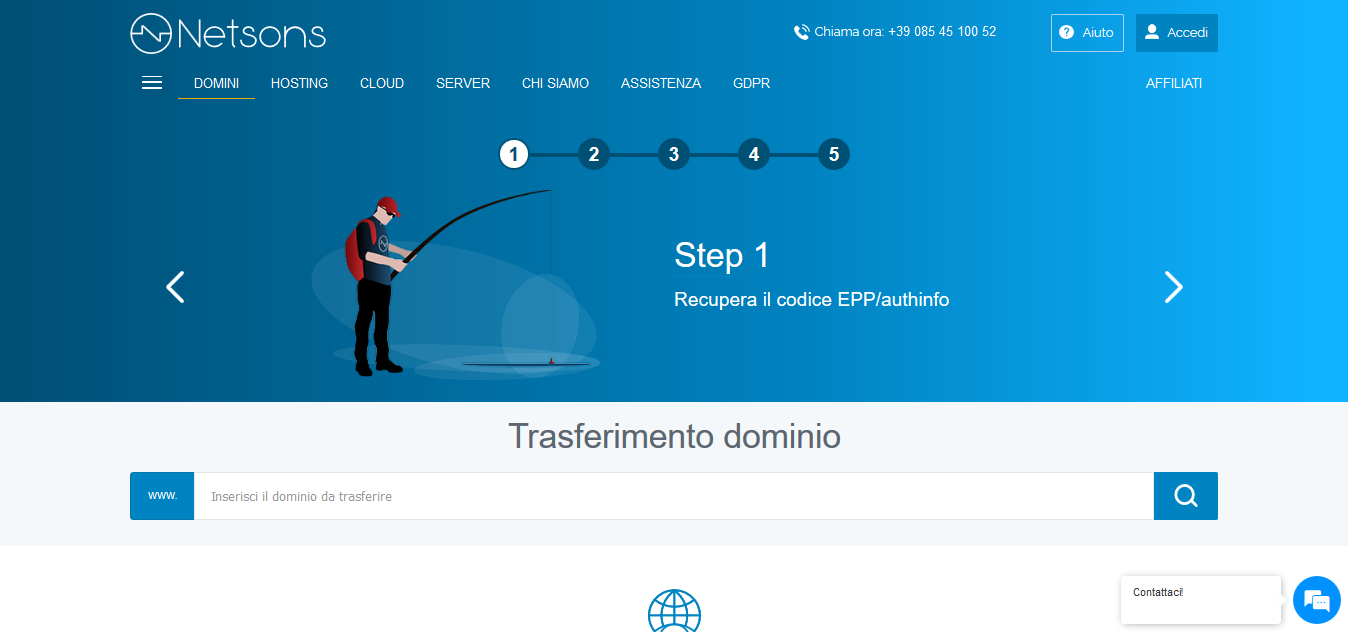 Netsons
Chiama ora: +39 085 45 100 52
Aiuto
Accedi
DOMINI
HOSTING
CLOUD
SERVER
CHI SIAMO
ASSISTENZA
GDPR
AFFILIATI
1
2
3
4
5
Step 1
Recupera il codice EPP/authinfo
Trasferimento dominio
www.
Inserisci il dominio da trasferire
Contattaci!